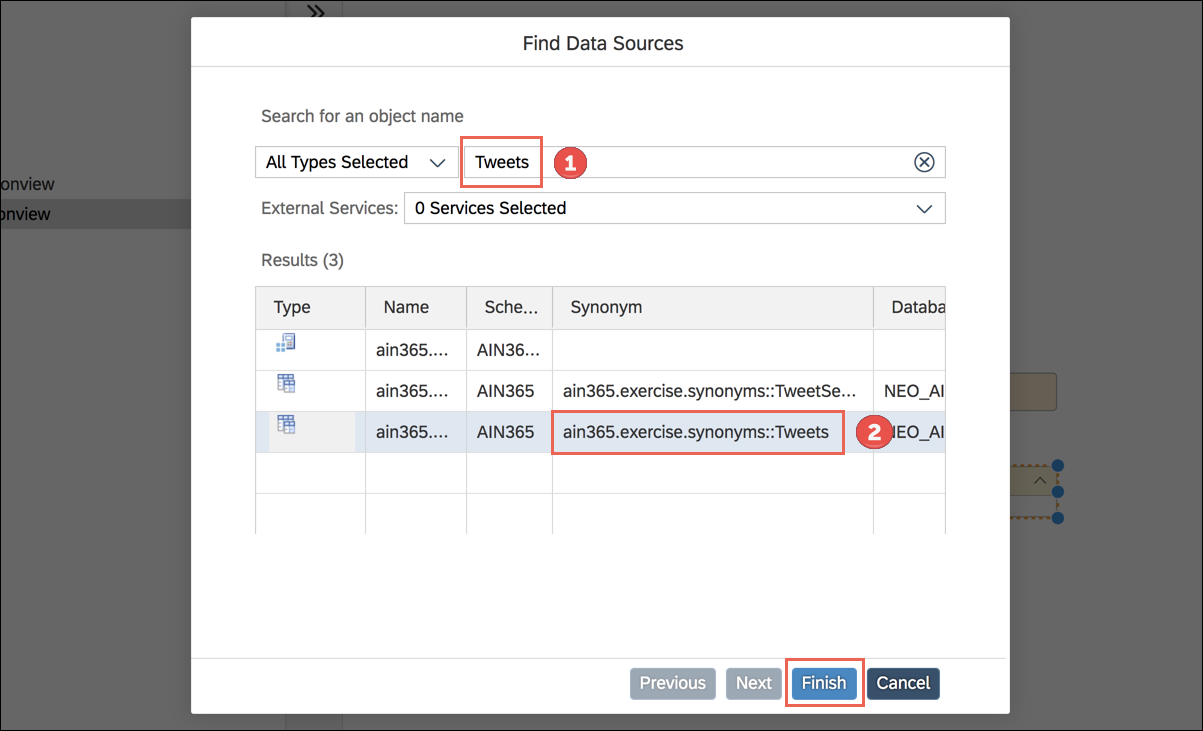 Find Data Sources
Search for an object name
All Types Selected Tweets 1
onview
External Services: 0 Services Selected
onview
Results (3)
Type Name Sche... Synonym Databa
ain365.... AIN36...
ain365.... AIN365 ain365.exercise.synonyms::TweetSe... NEO_AI
ain365.... AIN365 ain365.exercise.synonyms::Tweets 2 NEO_AI
Previous Next Finish Cancel